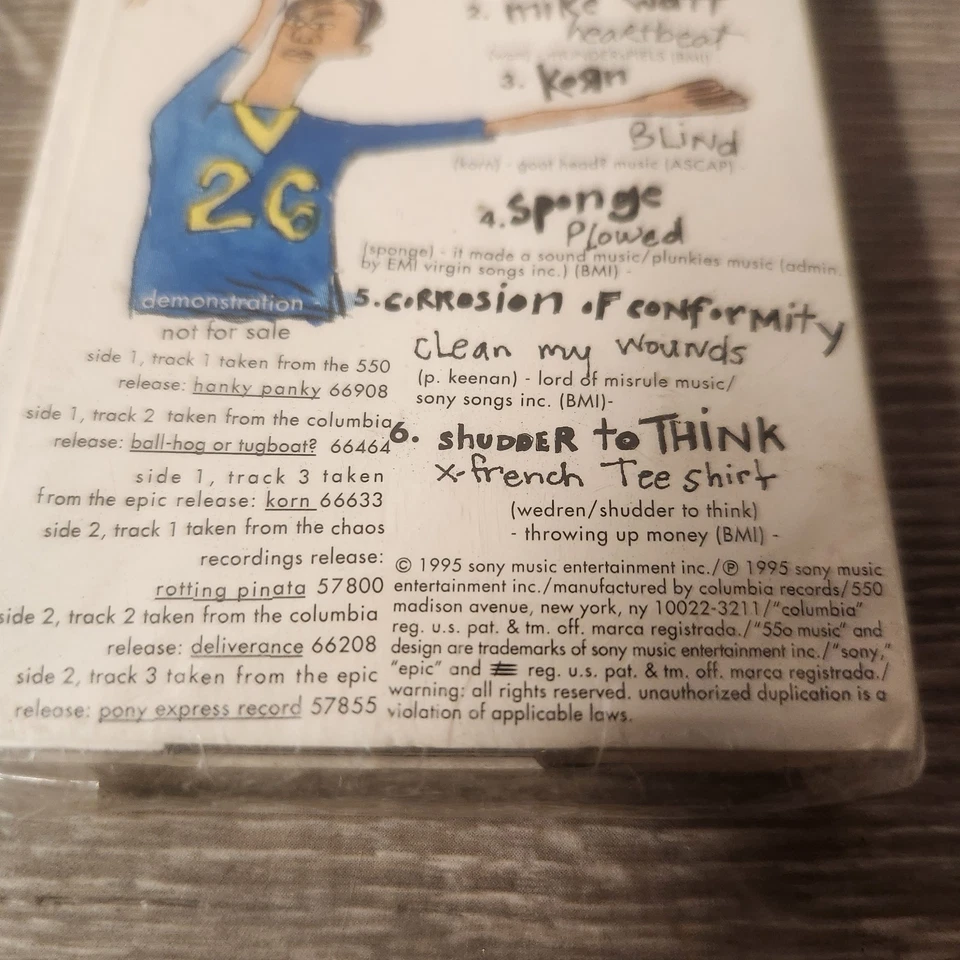 2. mike watt
heartbeat
3. KoRn
BLiNd
(korn) - goat head? music (ASCAP) -
4. sponge
Plowed
(sponge) - it made a sound music/plunkies music (admin.
by EMI virgin songs inc.) (BMI) -
5. coRRosion oF conFoRMity
clean my wounds
(p. keenan) - lord of misrule music/
sony songs inc. (BMI)-
6. shuDDER to THINK
x-french Tee shirt
(wedren/shudder to think)
- throwing up money (BMI) -
26
demonstration -
not for sale
side 1, track 1 taken from the 550
release: hanky panky 66908
side 1, track 2 taken from the columbia
release: ball-hog or tugboat? 66464
side 1, track 3 taken
from the epic release: korn 66633
side 2, track 1 taken from the chaos
recordings release:
rotting pinata 57800
side 2, track 2 taken from the columbia
release: deliverance 66208
side 2, track 3 taken from the epic
release: pony express record 57855
© 1995 sony music entertainment inc./℗ 1995 sony music
entertainment inc./manufactured by columbia records/550
madison avenue, new york, ny 10022-3211/"columbia"
reg. u.s. pat. & tm. off. marca registrada./"55o music" and
design are trademarks of sony music entertainment inc./"sony,"
"epic" and reg. u.s. pat. & tm. off. marca registrada./
warning: all rights reserved. unauthorized duplication is a
violation of applicable laws.